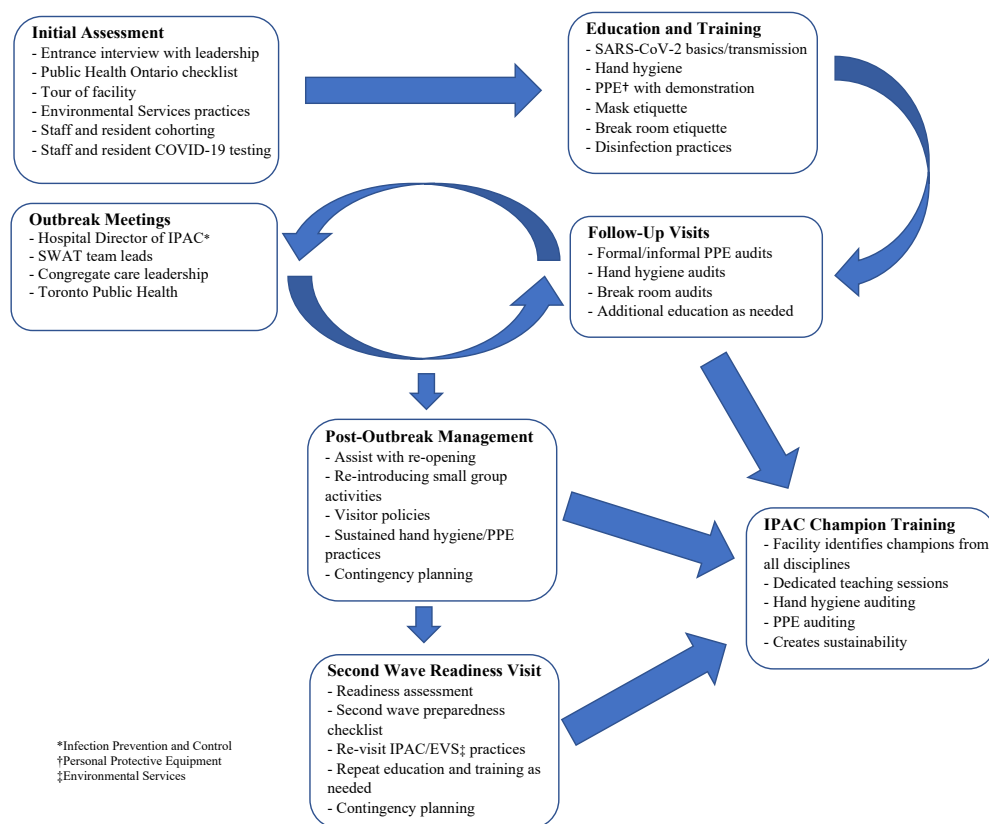 Initial Assessment
- Entrance interview with leadership
- Public Health Ontario checklist
- Tour of facility
- Environmental Services practices
- Staff and resident cohorting
- Staff and resident COVID-19 testing
Education and Training
- SARS-CoV-2 basics/transmission
- Hand hygiene
- PPE† with demonstration
- Mask etiquette
- Break room etiquette
- Disinfection practices
Outbreak Meetings
- Hospital Director of IPAC*
- SWAT team leads
- Congregate care leadership
- Toronto Public Health
Follow-Up Visits
- Formal/informal PPE audits
- Hand hygiene audits
- Break room audits
- Additional education as needed
Post-Outbreak Management
- Assist with re-opening
- Re-introducing small group
activities
- Visitor policies
- Sustained hand hygiene/PPE
practices
- Contingency planning
IPAC Champion Training
- Facility identifies champions from
all disciplines
- Dedicated teaching sessions
- Hand hygiene auditing
- PPE auditing
- Creates sustainability
Second Wave Readiness Visit
- Readiness assessment
- Second wave preparedness
checklist
- Re-visit IPAC/EVS‡ practices
- Repeat education and training as
needed
- Contingency planning
*Infection Prevention and Control
†Personal Protective Equipment
‡Environmental Services